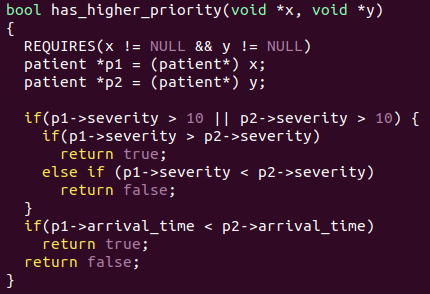 bool has_higher_priority(void *x, void *y)
{
  REQUIRES(x != NULL && y != NULL)
  patient *p1 = (patient*) x;
  patient *p2 = (patient*) y;

  if(p1->severity > 10 || p2->severity > 10) {
    if(p1->severity > p2->severity)
      return true;
    else if (p1->severity < p2->severity)
      return false;
  }
  if(p1->arrival_time < p2->arrival_time)
    return true;
  return false;
}